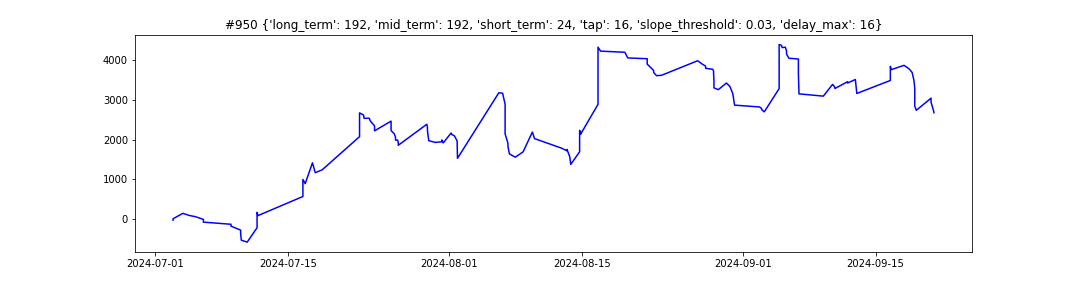 #950 {'long_term': 192, 'mid_term': 192, 'short_term': 24, 'tap': 16, 'slope_threshold': 0.03, 'delay_max': 16}
4000
3000
2000
1000
0
2024-07-01 2024-07-15 2024-08-01 2024-08-15 2024-09-01 2024-09-15